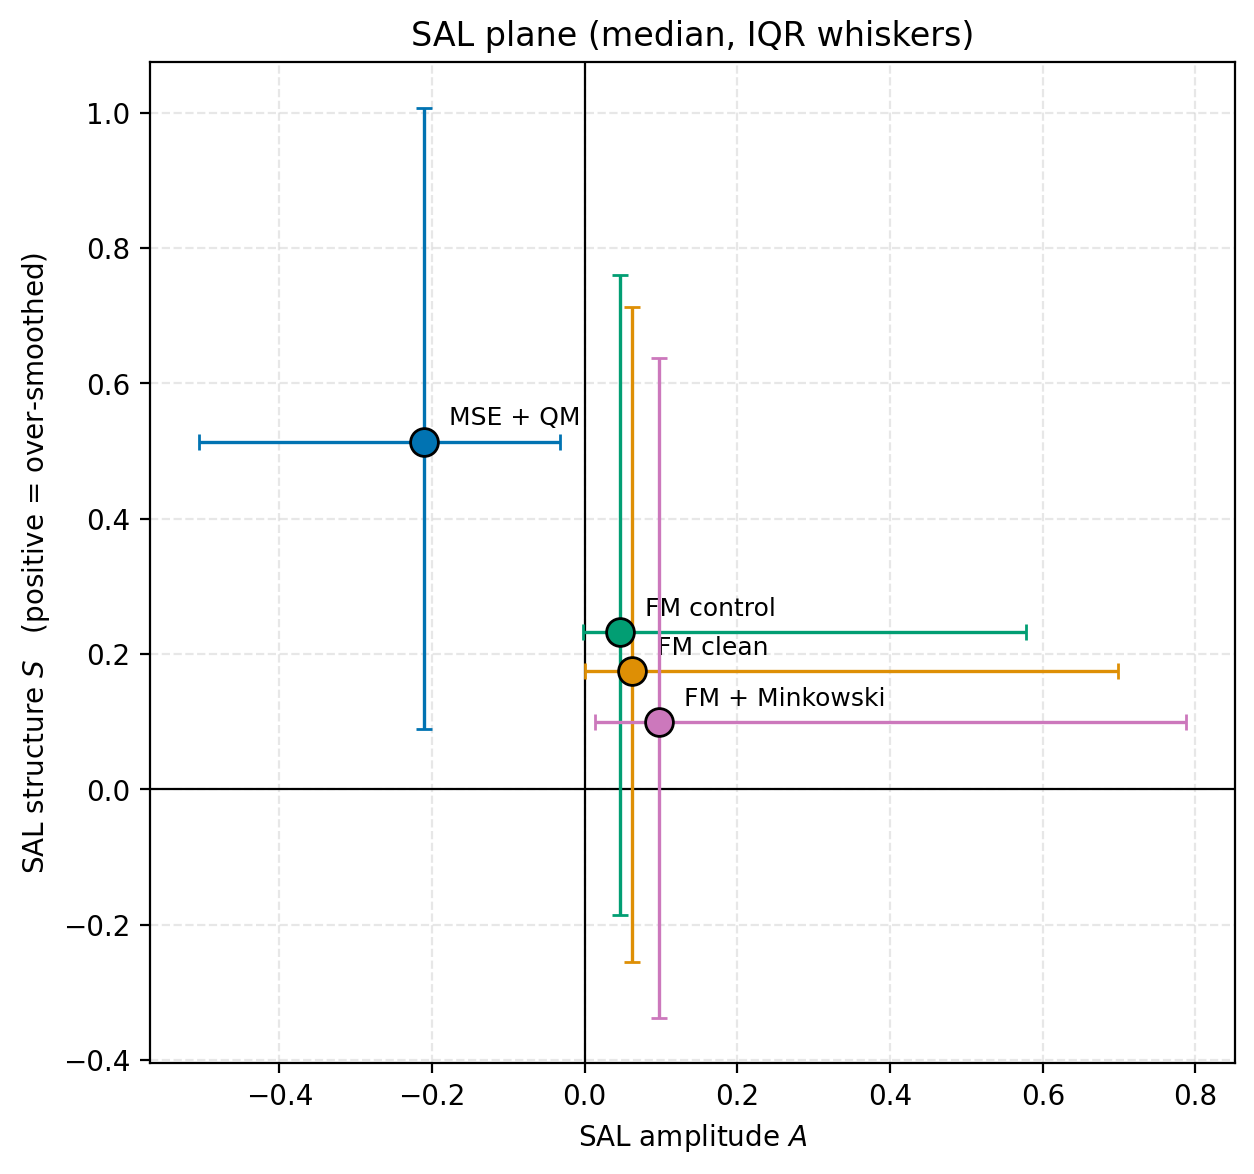 SAL plane (median, IQR whiskers)
SAL structure S (positive = over-smoothed)
1.0
0.8
0.6
0.4
0.2
0.0
−0.2
−0.4
MSE + QM
FM control
FM clean
FM + Minkowski
−0.4 −0.2 0.0 0.2 0.4 0.6 0.8
SAL amplitude A